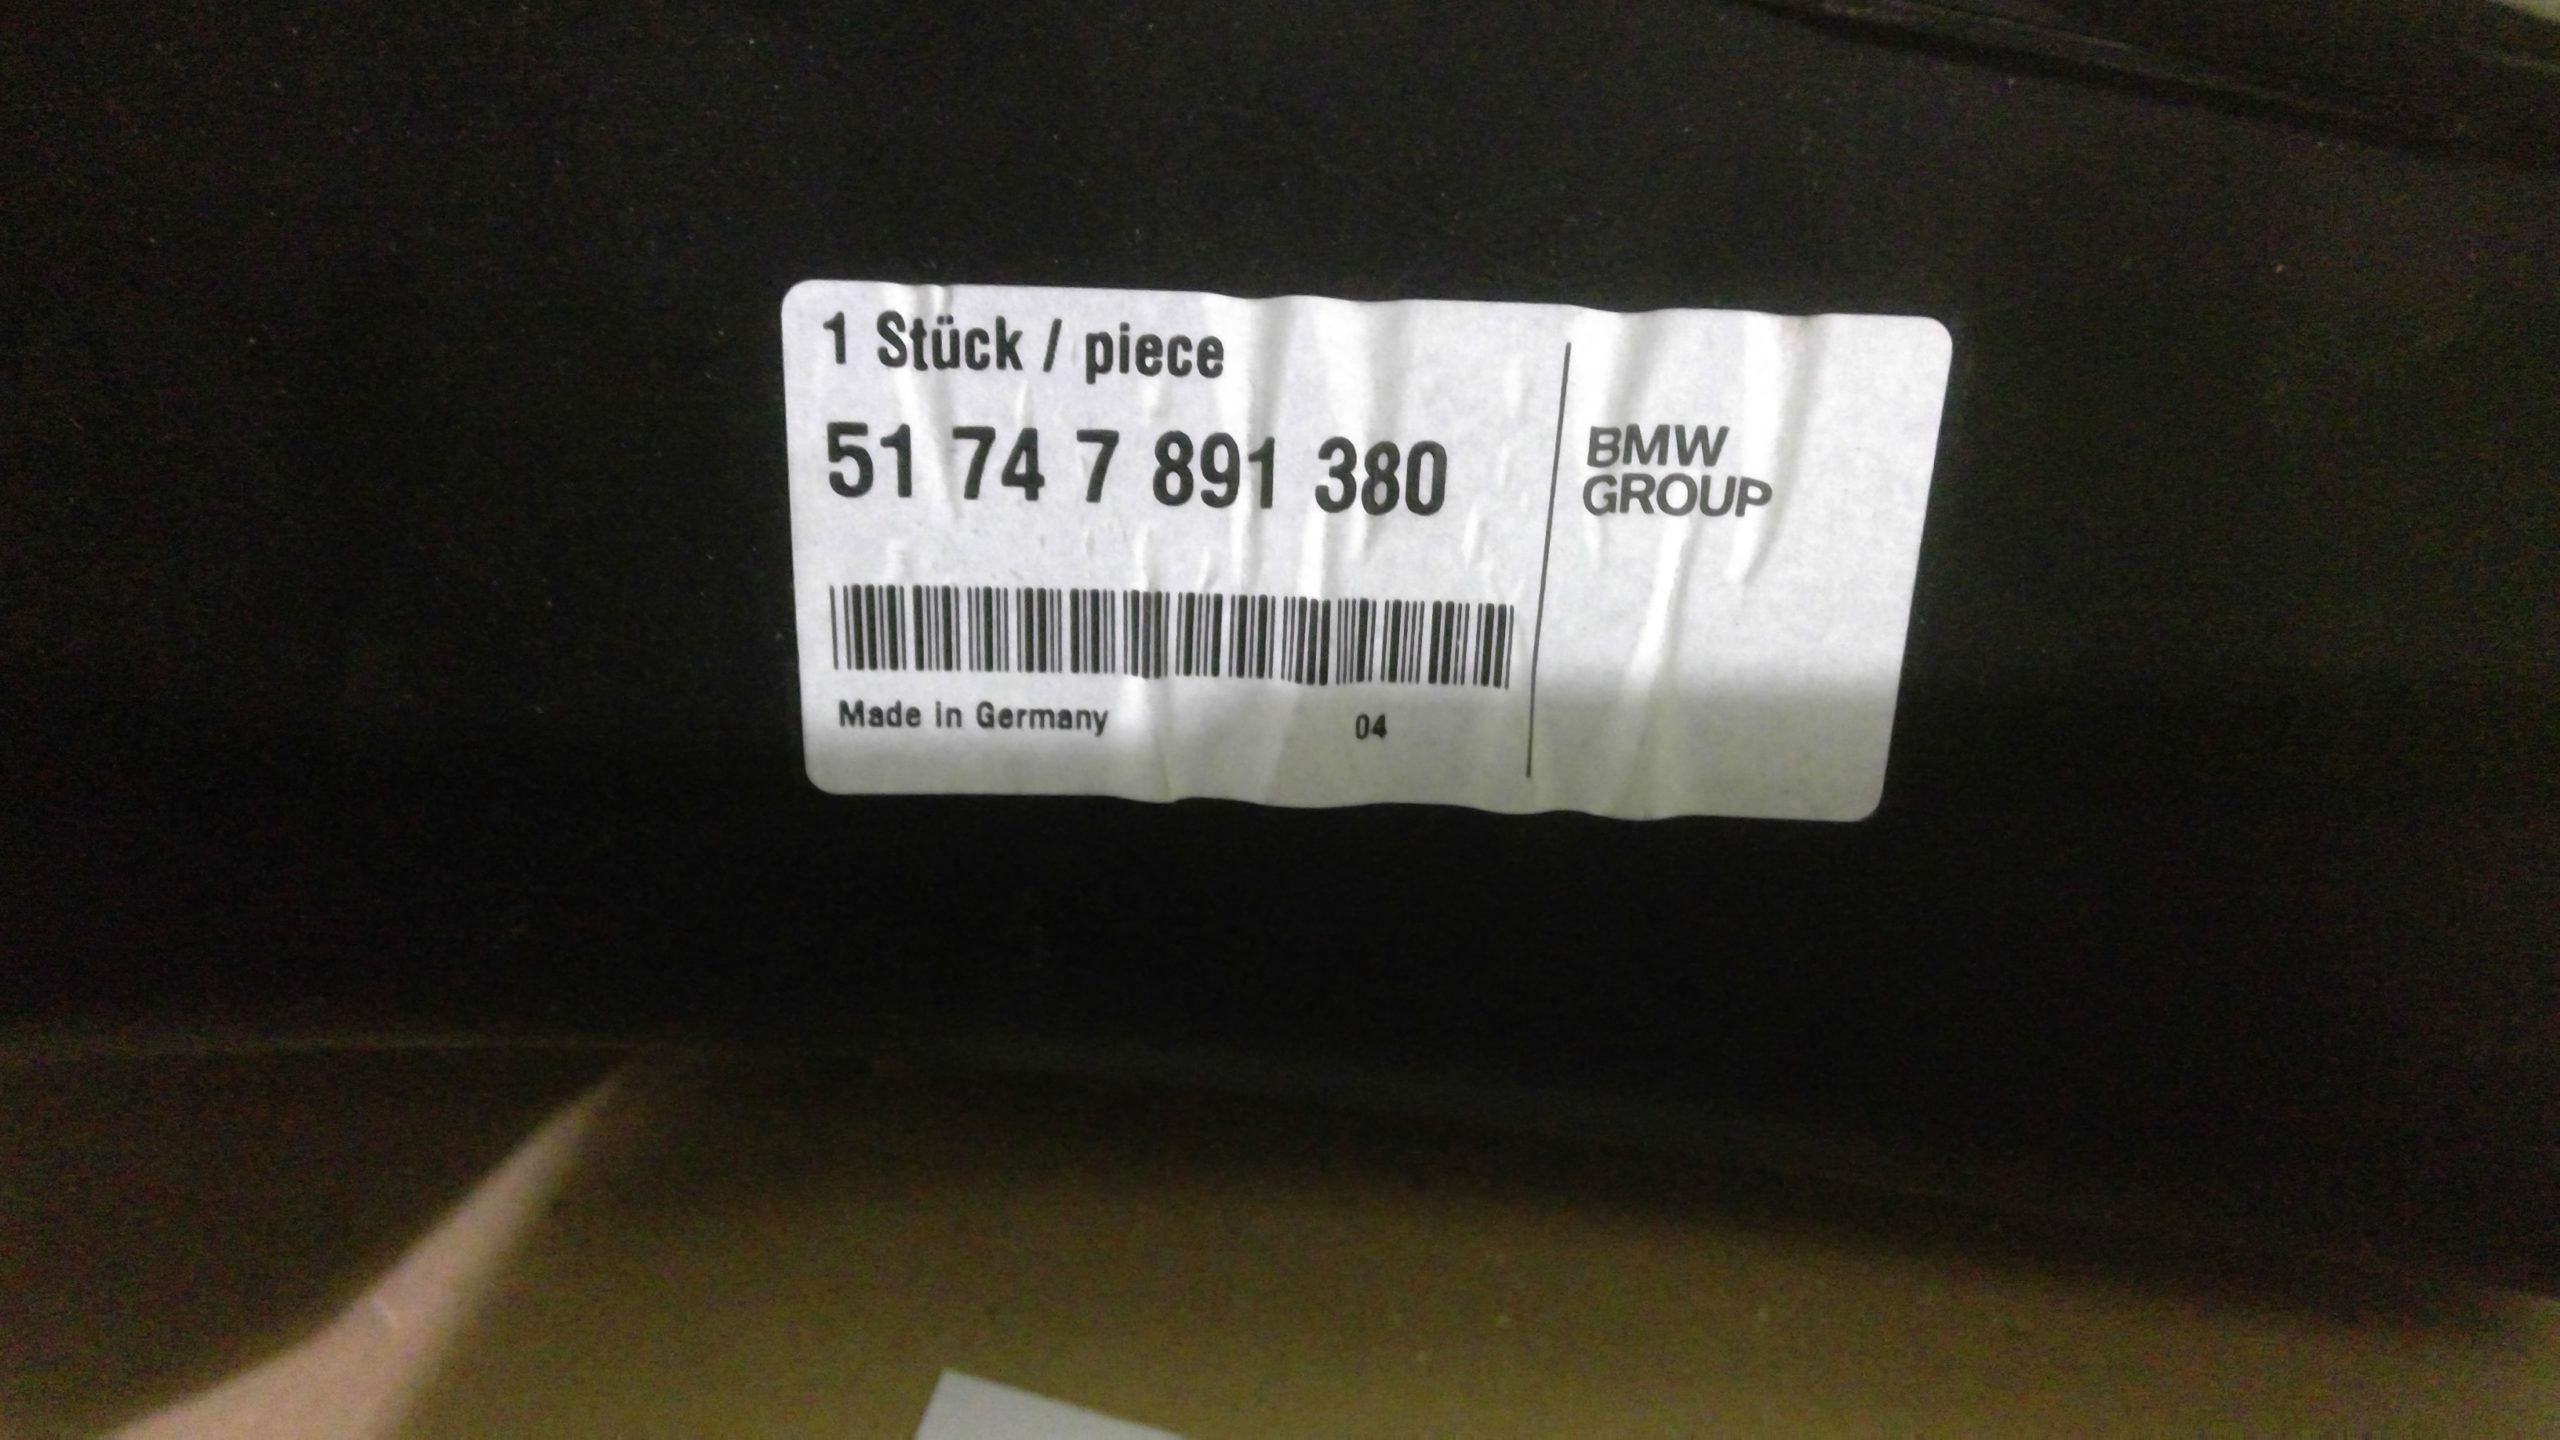 1 Stück / piece
51 74 7 891 380
BMW
GROUP
Made in Germany
04